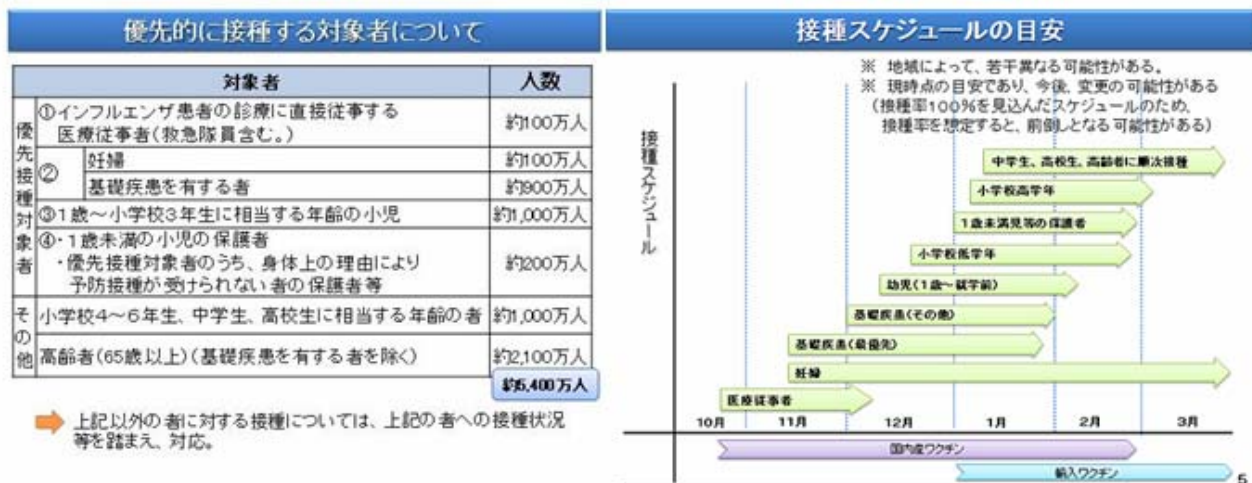 優先的に接種する対象者について
対象者 人数
優先接種対象者
①インフルエンザ患者の診療に直接従事する
医療従事者(救急隊員含む。)
約100万人
② 妊婦 約100万人
基礎疾患を有する者 約900万人
③1歳～小学校3年生に相当する年齢の小児 約1,000万人
④・1歳未満の小児の保護者
・優先接種対象者のうち、身体上の理由により
予防接種が受けられない者の保護者等
約200万人
その他
小学校4～6年生、中学生、高校生に相当する年齢の者 約1,000万人
高齢者(65歳以上)(基礎疾患を有する者を除く) 約2,100万人
約5,400万人
上記以外の者に対する接種については、上記の者への接種状況
等を踏まえ、対応。
接種スケジュールの目安
※ 地域によって、若干異なる可能性がある。
※ 現時点の目安であり、今後、変更の可能性がある
(接種率100%を見込んだスケジュールのため、
接種率を想定すると、前倒しとなる可能性がある)
接種スケジュール
中学生、高校生、高齢者に順次接種
小学校高学年
1歳未満児等の保護者
小学校低学年
幼児(1歳～就学前)
基礎疾患(その他)
基礎疾患(最優先)
妊婦
医療従事者
10月 11月 12月 1月 2月 3月
国内産ワクチン
輸入ワクチン
5